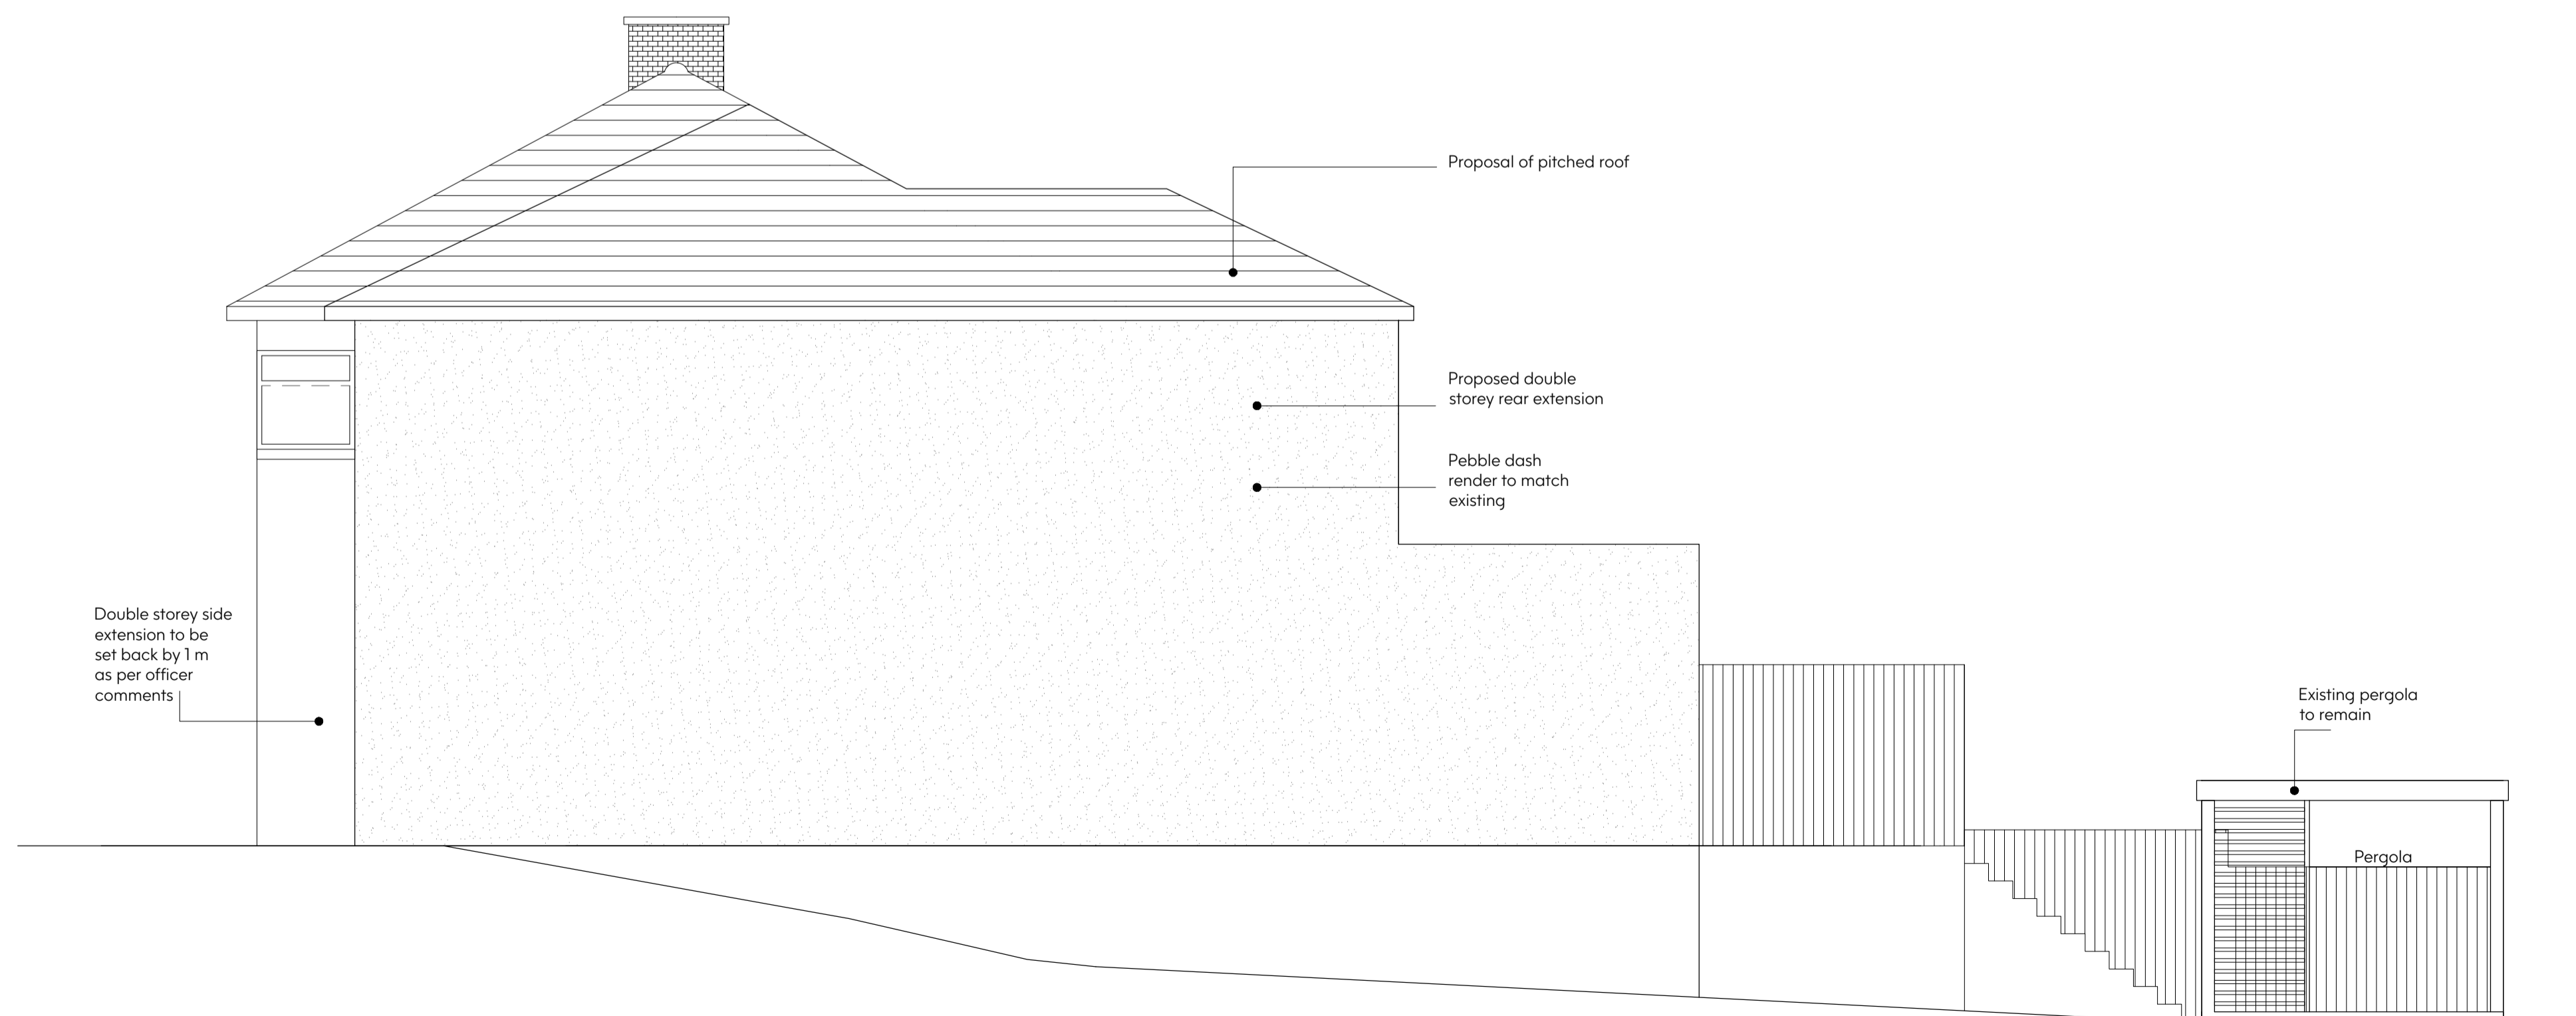 Proposal of pitched roof
Proposed double
storey rear extension
Pebble dash
render to match
existing
Double storey side
extension to be
set back by 1 m
as per officer
comments
Existing pergola
to remain
Pergola